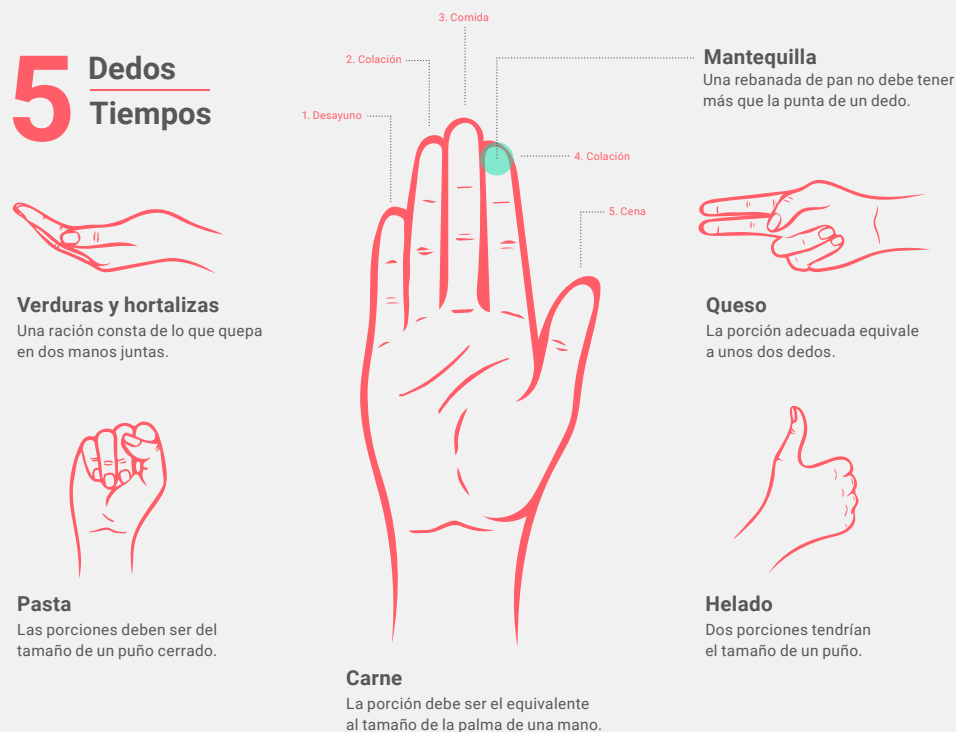 5 Dedos
Tiempos
3. Comida
2. Colación
1. Desayuno
4. Colación
5. Cena
Mantequilla
Una rebanada de pan no debe tener
más que la punta de un dedo.
Verduras y hortalizas
Una ración consta de lo que quepa
en dos manos juntas.
Queso
La porción adecuada equivale
a unos dos dedos.
Pasta
Las porciones deben ser del
tamaño de un puño cerrado.
Helado
Dos porciones tendrían
el tamaño de un puño.
Carne
La porción debe ser el equivalente
al tamaño de la palma de una mano.